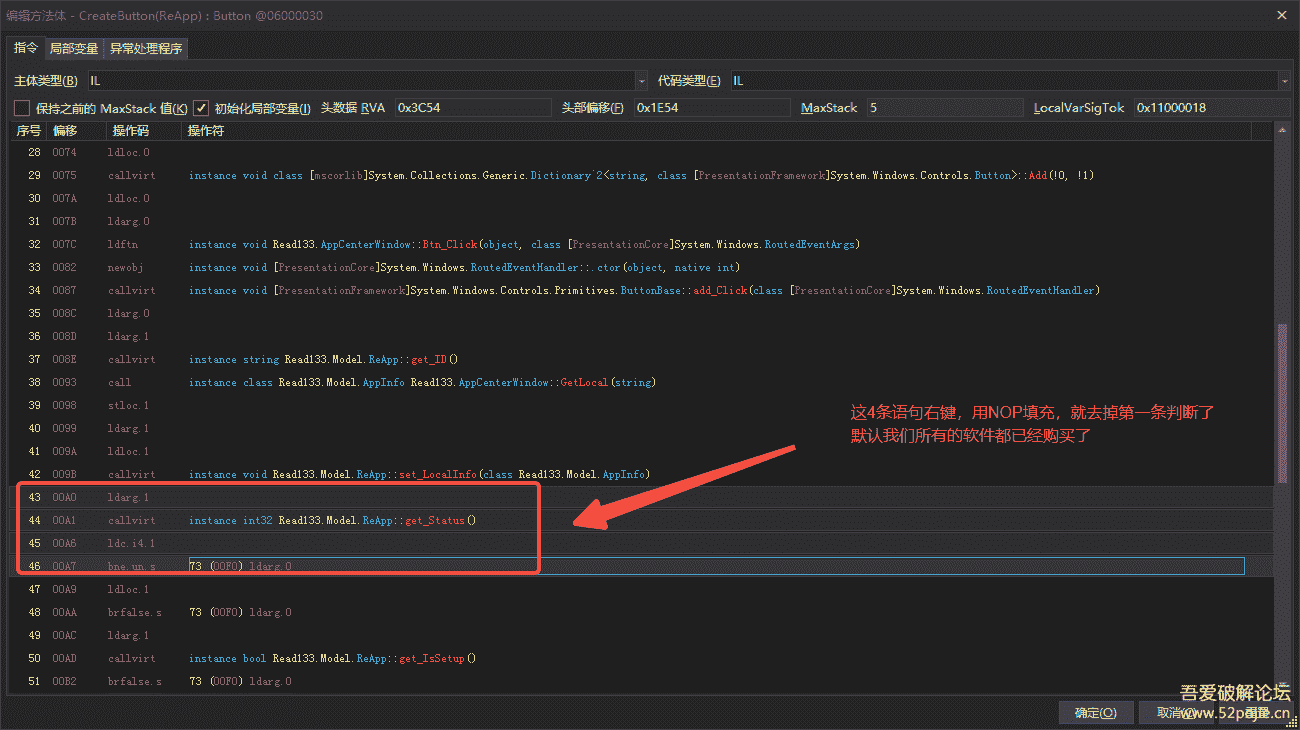 编辑方法体 - CreateButton(ReApp) : Button @06000030
指令 局部变量 异常处理程序
主体类型(B) IL 代码类型(E) IL
保持之前的 MaxStack 值(K) 初始化局部变量(I) 头数据 RVA 0x3C54 头部偏移(F) 0x1E54 MaxStack 5 LocalVarSigTok 0x11000018
序号 偏移 操作码 操作符
28 0074 ldloc.0
29 0075 callvirt instance void class [mscorlib]System.Collections.Generic.Dictionary`2<string, class [PresentationFramework]System.Windows.Controls.Button>::Add(!0, !1)
30 007A ldloc.0
31 007B ldarg.0
32 007C ldftn instance void Read133.AppCenterWindow::Btn_Click(object, class [PresentationCore]System.Windows.RoutedEventArgs)
33 0082 newobj instance void [PresentationCore]System.Windows.RoutedEventHandler::.ctor(object, native int)
34 0087 callvirt instance void [PresentationFramework]System.Windows.Controls.Primitives.ButtonBase::add_Click(class [PresentationCore]System.Windows.RoutedEventHandler)
35 008C ldarg.0
36 008D ldarg.1
37 008E callvirt instance string Read133.Model.ReApp::get_ID()
38 0093 call instance class Read133.Model.AppInfo Read133.AppCenterWindow::GetLocal(string)
39 0098 stloc.1
40 0099 ldarg.1
41 009A ldloc.1
42 009B callvirt instance void Read133.Model.ReApp::set_LocalInfo(class Read133.Model.AppInfo)
43 00A0 ldarg.1
44 00A1 callvirt instance int32 Read133.Model.ReApp::get_Status()
45 00A6 ldc.i4.1
46 00A7 bne.un.s 73 (00F0) ldarg.0
47 00A9 ldloc.1
48 00AA brfalse.s 73 (00F0) ldarg.0
49 00AC ldarg.1
50 00AD callvirt instance bool Read133.Model.ReApp::get_IsSetup()
51 00B2 brfalse.s 73 (00F0) ldarg.0
这4条语句右键，用NOP填充，就去掉第一条判断了
默认我们所有的软件都已经购买了
确定(O) 取消
吾爱破解论坛
www.52pojie.cn